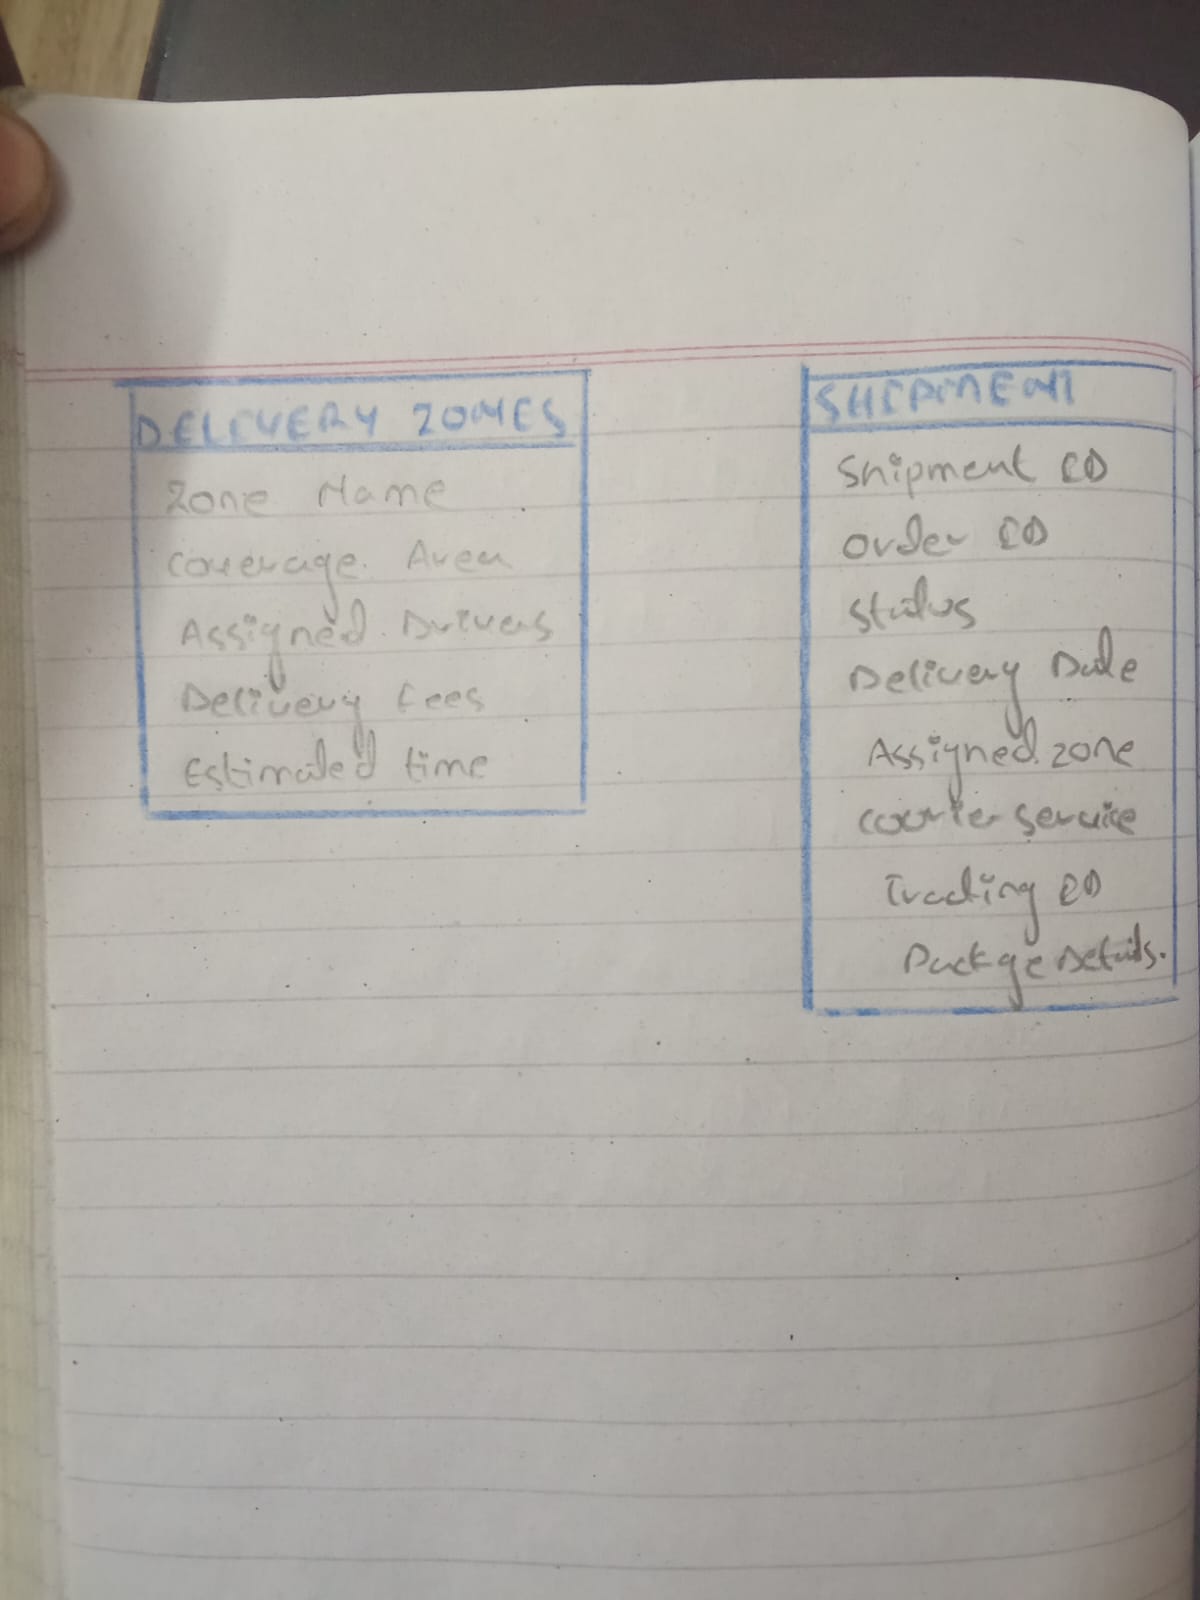 DELIVERY ZONES
Zone Name
Coverage Area
Assigned Drivers
Delivery Fees
Estimated time
SHIPMENT
Shipment ID
Order ID
Status
Delivery Date
Assigned zone
Courier service
Tracking ID
Packge Details.